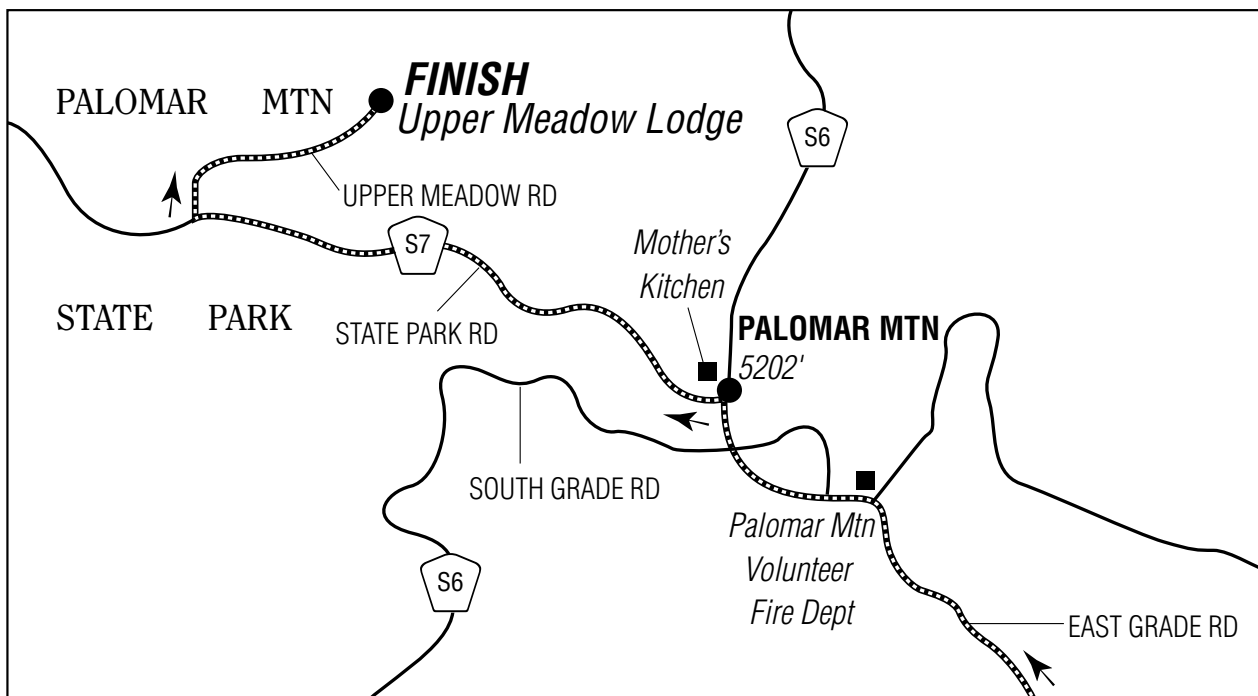 PALOMAR MTN
FINISH
Upper Meadow Lodge
S6
UPPER MEADOW RD
S7
Mother's
Kitchen
STATE PARK
STATE PARK RD
PALOMAR MTN
5202'
SOUTH GRADE RD
Palomar Mtn
Volunteer
Fire Dept
S6
EAST GRADE RD